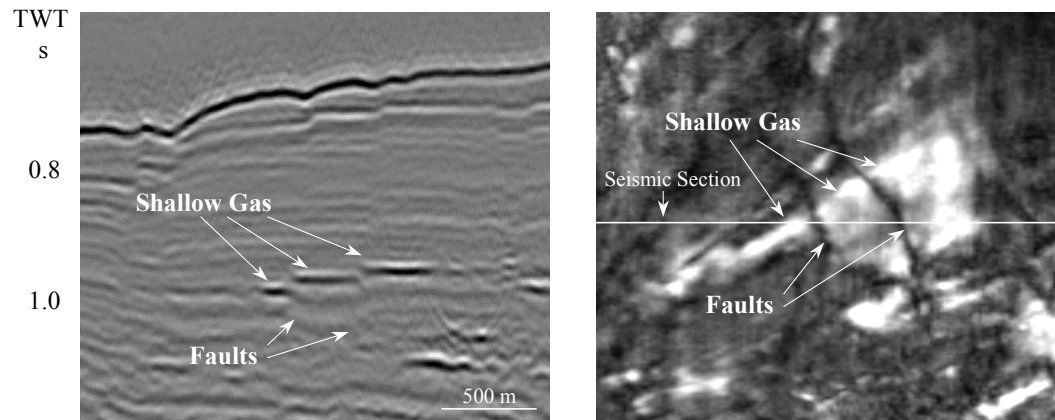 TWT
s
0.8
1.0
Shallow Gas
Faults
500 m
Shallow Gas
Seismic Section
Faults